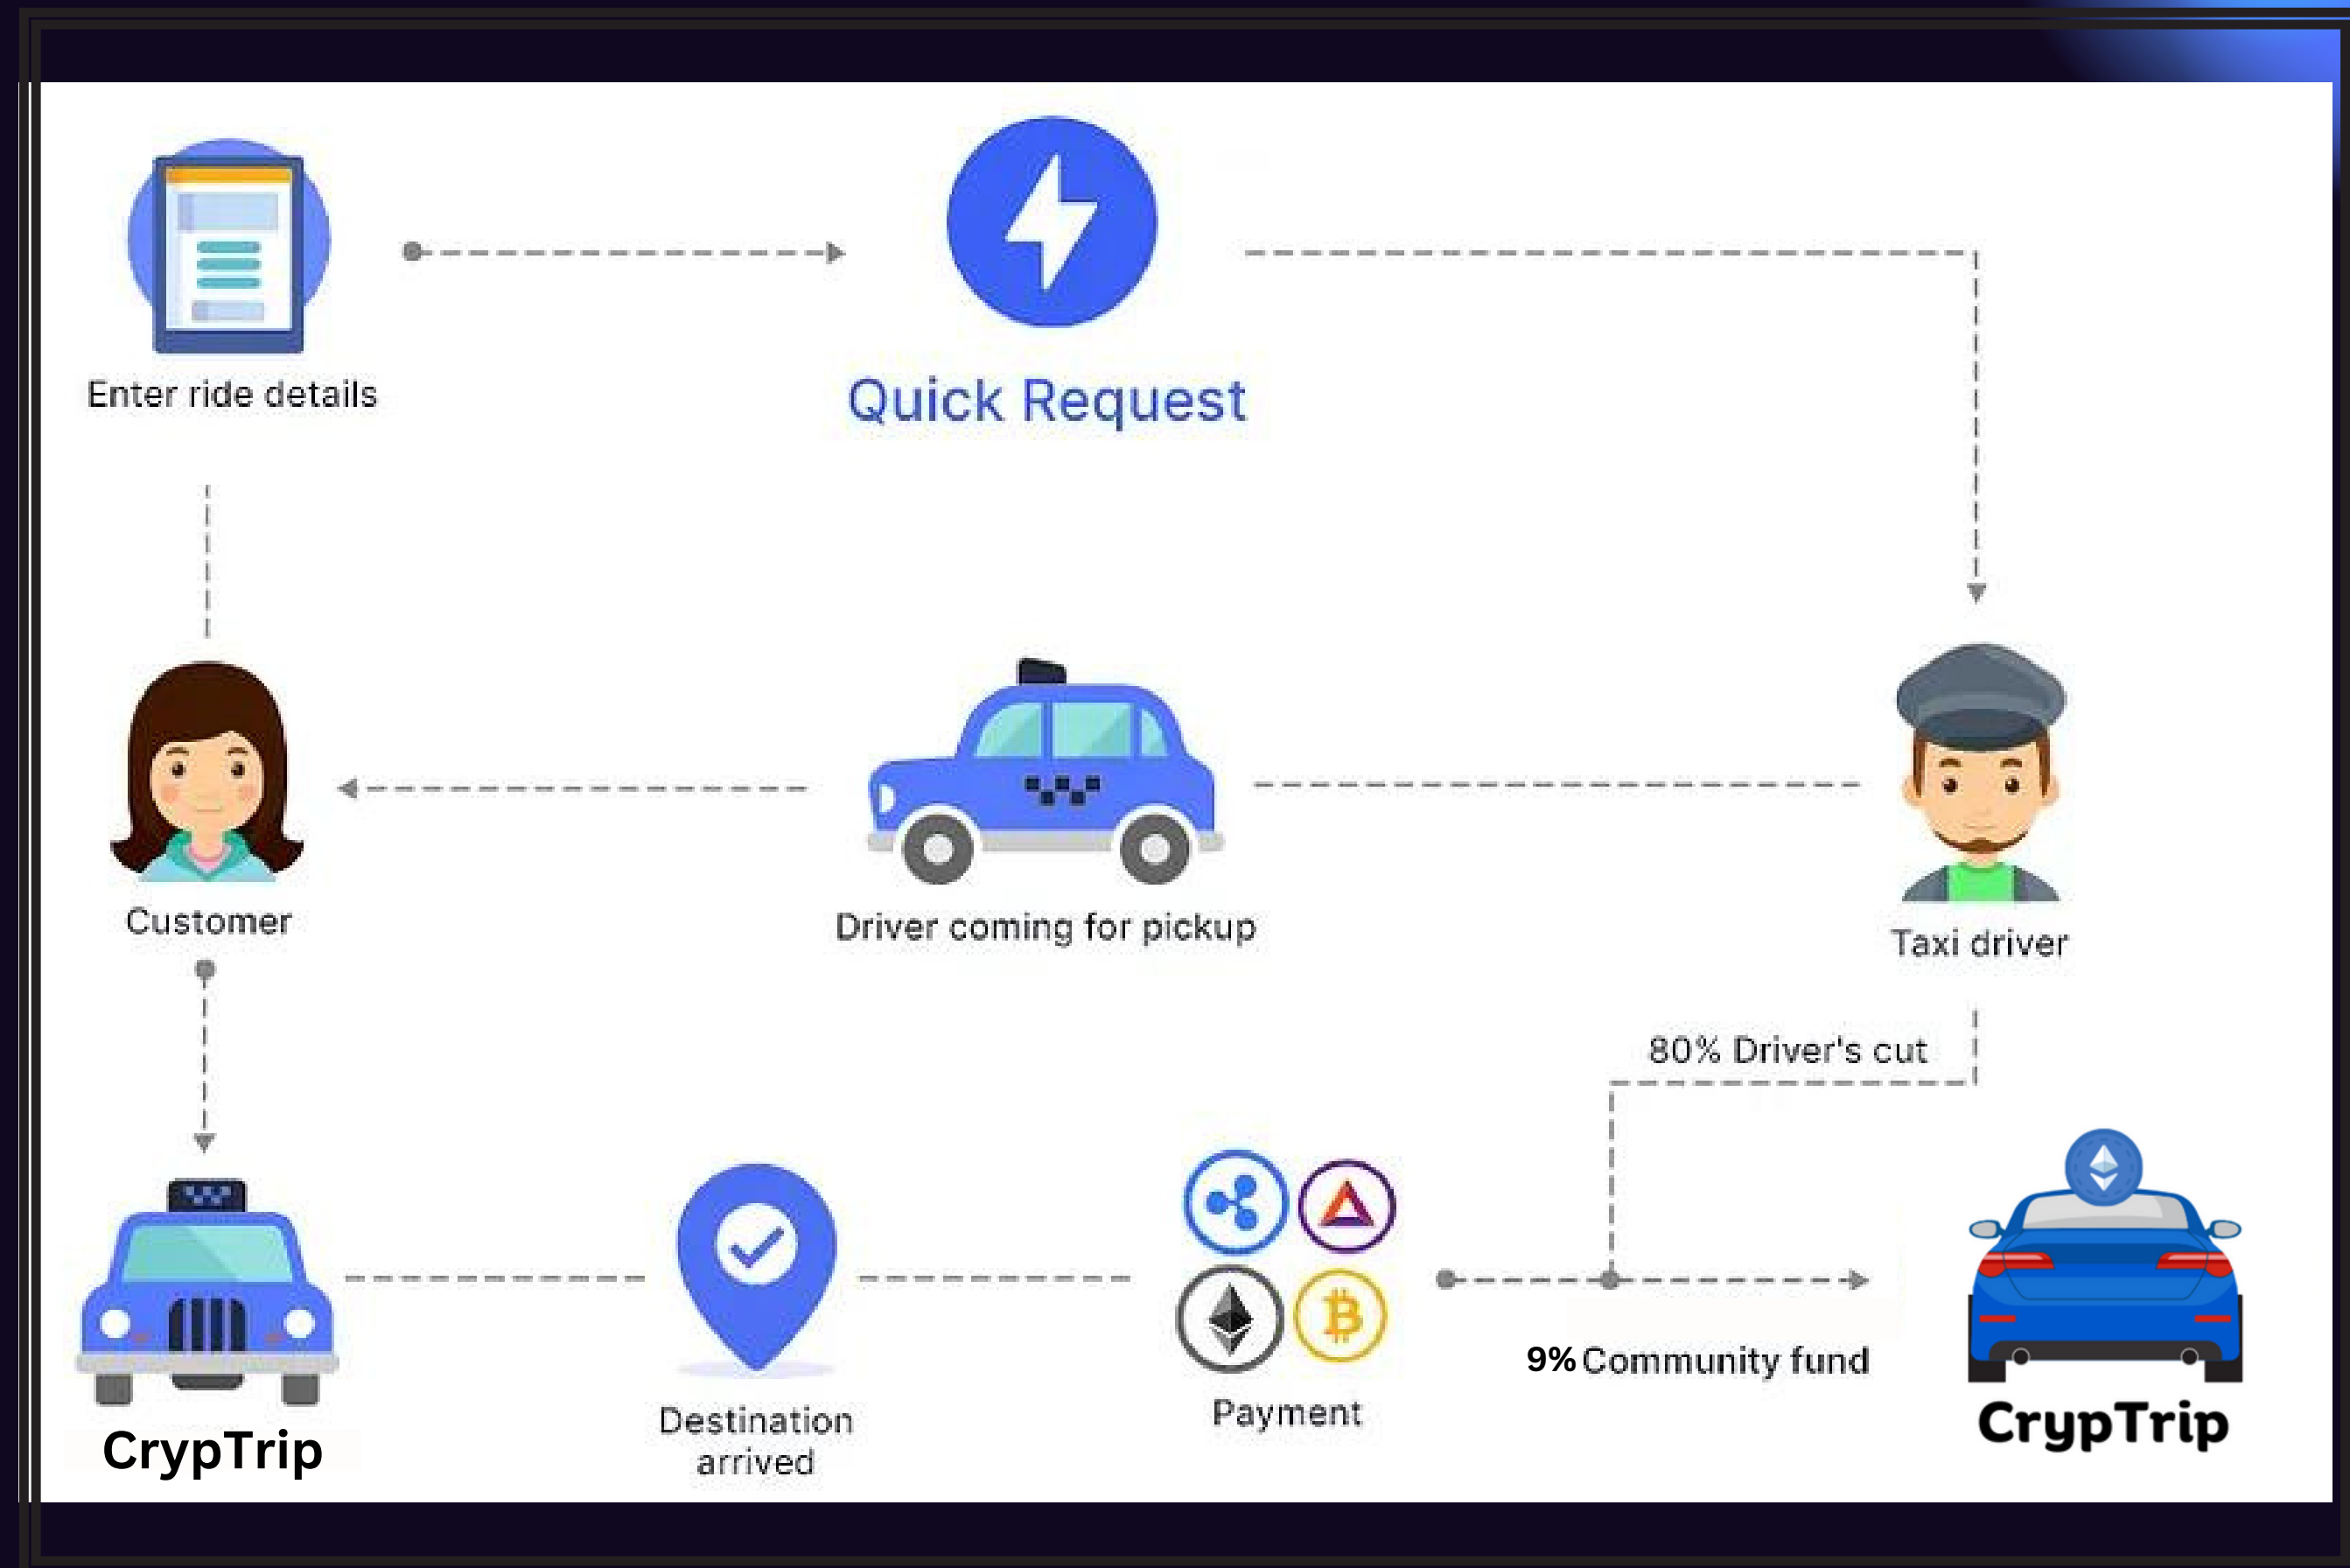 Enter ride details
Quick Request
Customer
Driver coming for pickup
Taxi driver
80% Driver's cut
9% Community fund
CrypTrip
Destination
arrived
Payment
CrypTrip